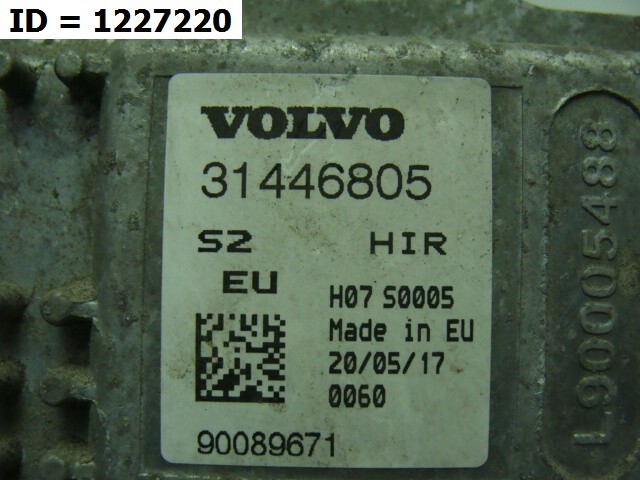 ID = 1227220
VOLVO
31446805
S2 HIR
EU
H07 S0005
Made in EU
20/05/17
0060
90089671
L90005488